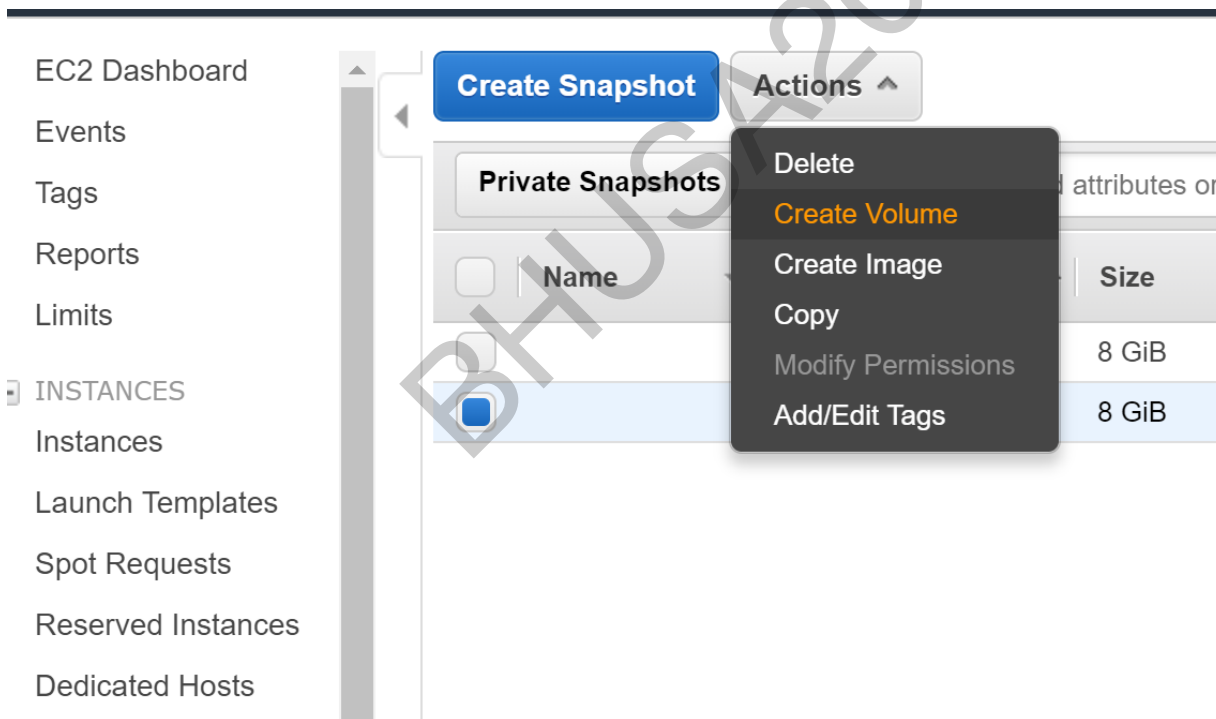 EC2 Dashboard
Events
Tags
Reports
Limits
INSTANCES
Instances
Launch Templates
Spot Requests
Reserved Instances
Dedicated Hosts
Create Snapshot
Actions
Private Snapshots
attributes or
Delete
Create Volume
Create Image
Copy
Modify Permissions
Add/Edit Tags
Name
Size
8 GiB
8 GiB
BHUSA20